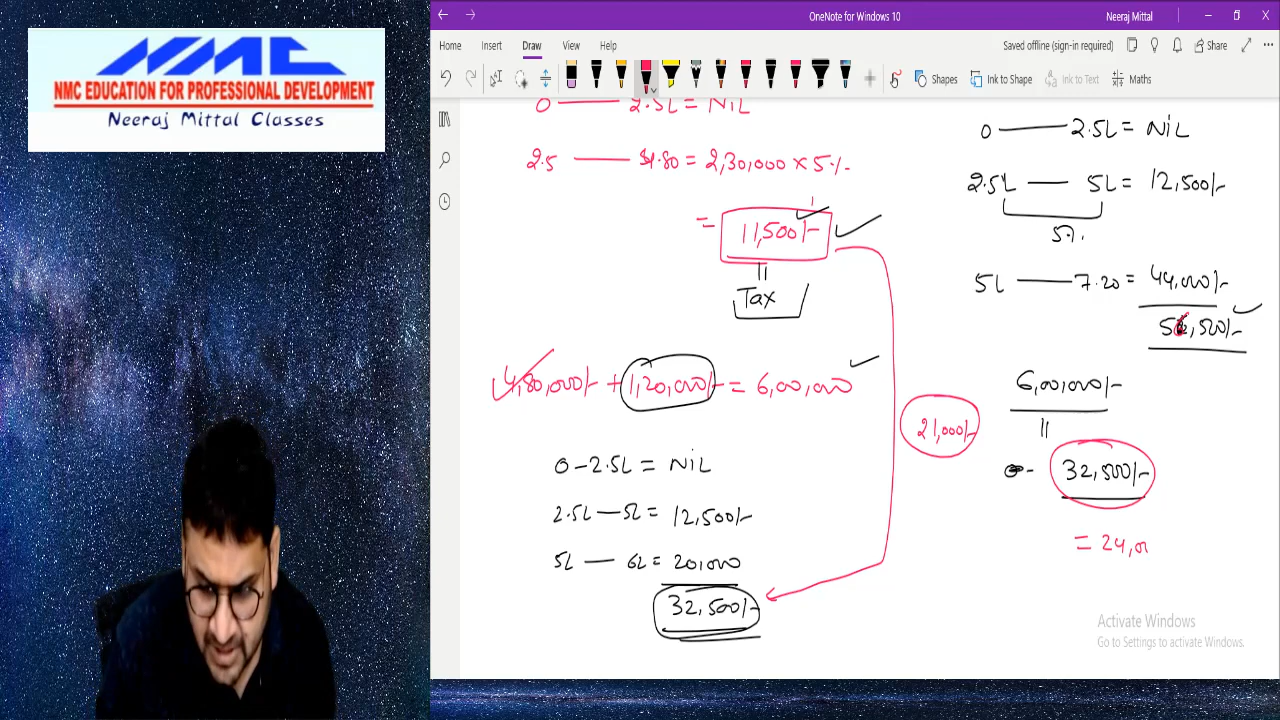 OneNote for Windows 10
Neeraj Mittal
Home Insert Draw View Help
Saved offline (sign-in required)
Share
Shapes
Ink to Shape
Ink to Text
Maths
NMC
NMC EDUCATION FOR PROFESSIONAL DEVELOPMENT
Neeraj Mittal Classes
0 — 2.5L = NiL
2.5 — 4.80 = 2,30,000 × 5%
= 11,500/-
Tax
4,80,000/- + 1,20,000/- = 6,00,000
0 - 2.5L = NiL
2.5L — 5L = 12,500/-
5L — 6L = 20,000
32,500/-
21,000/-
0 — 2.5L = NiL
2.5L — 5L = 12,500/-
5%
5L — 7.20 = 44,000/-
6,00,000/-
32,500/-
= 24,0
Activate Windows
Go to Settings to activate Windows.